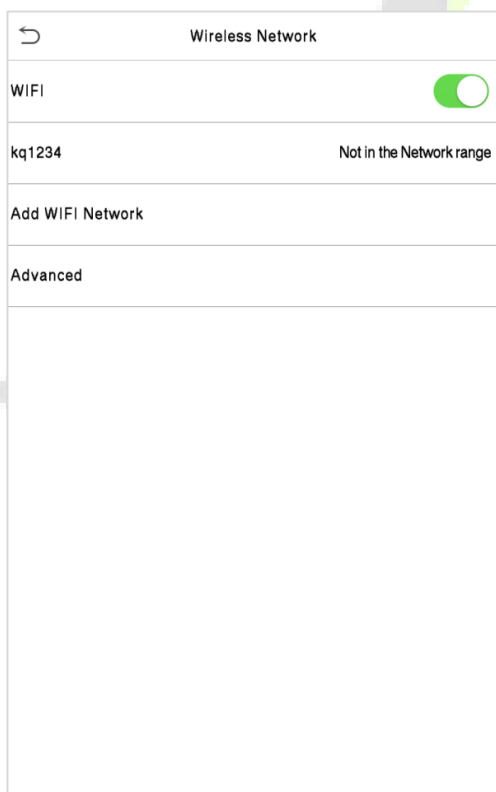 Wireless Network
WIFI
kq1234 Not in the Network range
Add WIFI Network
Advanced